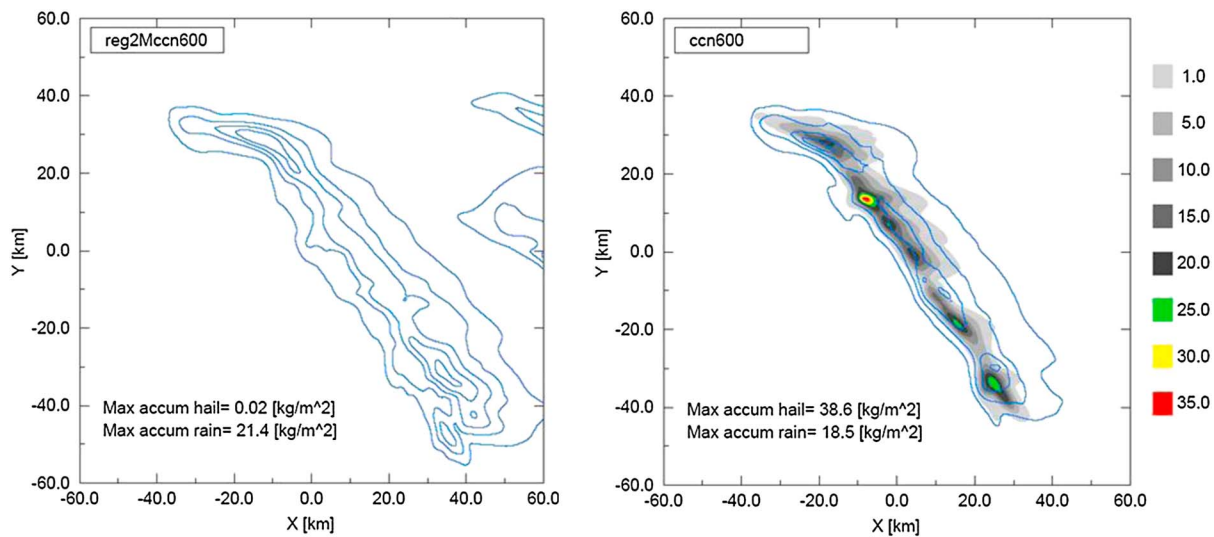 reg2Mccn600
60.0
40.0
20.0
0.0
-20.0
-40.0
-60.0
Y [km]
Max accum hail= 0.02 [kg/m^2]
Max accum rain= 21.4 [kg/m^2]
-60.0 -40.0 -20.0 0.0 20.0 40.0 60.0
X [km]
ccn600
60.0
40.0
20.0
0.0
-20.0
-40.0
-60.0
Y [km]
Max accum hail= 38.6 [kg/m^2]
Max accum rain= 18.5 [kg/m^2]
-60.0 -40.0 -20.0 0.0 20.0 40.0 60.0
X [km]
1.0
5.0
10.0
15.0
20.0
25.0
30.0
35.0